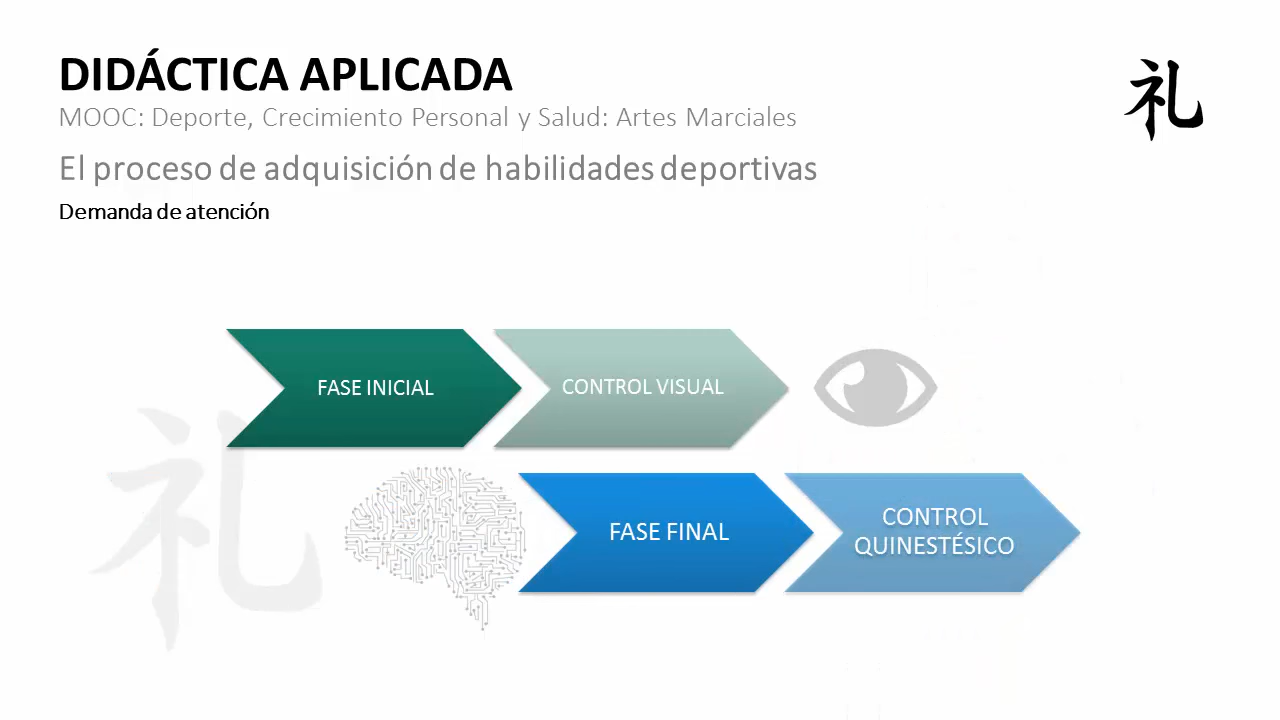 DIDÁCTICA APLICADA
礼
MOOC: Deporte, Crecimiento Personal y Salud: Artes Marciales
El proceso de adquisición de habilidades deportivas
Demanda de atención
FASE INICIAL
CONTROL VISUAL
礼
FASE FINAL
CONTROL
QUINESTÉSICO